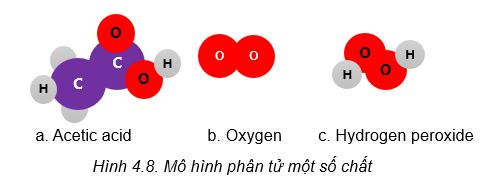 O
C O H
H C
O O
O H
H O
a. Acetic acid b. Oxygen c. Hydrogen peroxide
Hình 4.8. Mô hình phân tử một số chất